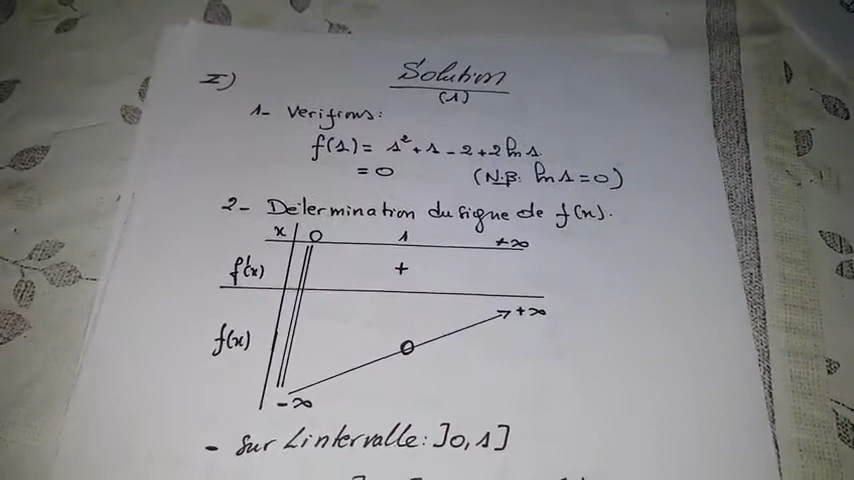 I)
Solution
(1)
1- Verifions:
f(1) = 1² + 1 - 2 + 2 ln 1.
= 0 (N.B: ln 1 = 0)
2- Determination du signe de f(x).
x 0 1 +∞
f'(x) +
f(x) 0 +∞
-∞
- Sur L'intervalle: ]0, 1]